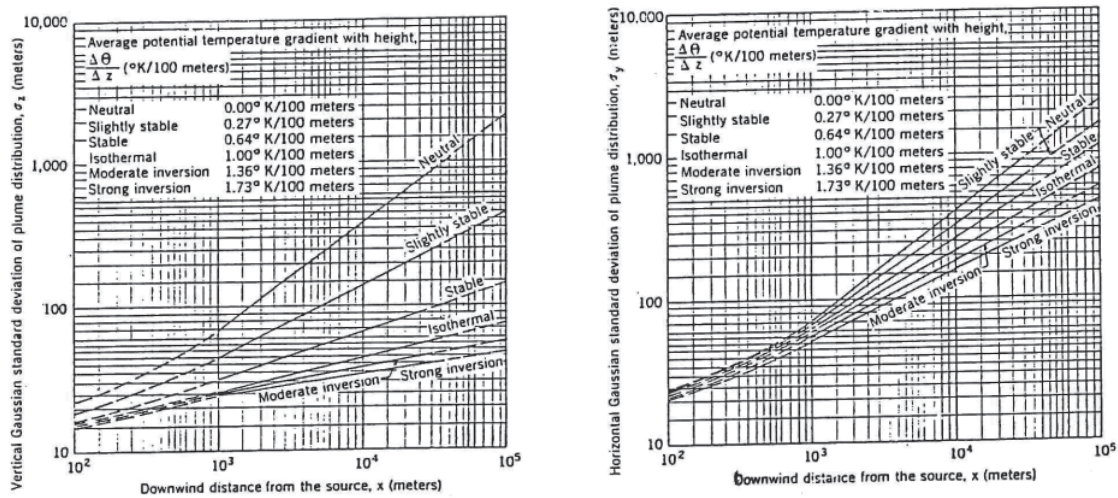 Vertical Gaussian standard deviation of plume distribution, σz (meters)
10,000
1,000
100
10
Average potential temperature gradient with height,
Δθ
Δz (°K/100 meters)
Neutral 0.00° K/100 meters
Slightly stable 0.27° K/100 meters
Stable 0.64° K/100 meters
Isothermal 1.00° K/100 meters
Moderate inversion 1.36° K/100 meters
Strong inversion 1.73° K/100 meters
Neutral
Slightly stable
Stable
Isothermal
Moderate inversion
Strong inversion
10² 10³ 10⁴ 10⁵
Downwind distance from the source, x (meters)
Horizontal Gaussian standard deviation of plume distribution, σy (meters)
10,000
1,000
100
10
Average potential temperature gradient with height,
Δθ
Δz (°K/100 meters)
Neutral 0.00° K/100 meters
Slightly stable 0.27° K/100 meters
Stable 0.64° K/100 meters
Isothermal 1.00° K/100 meters
Moderate inversion 1.36° K/100 meters
Strong inversion 1.73° K/100 meters
Slightly stable
Neutral
Stable
Isothermal
Strong inversion
Moderate inversion
10² 10³ 10⁴ 10⁵
Downwind distance from the source, x (meters)